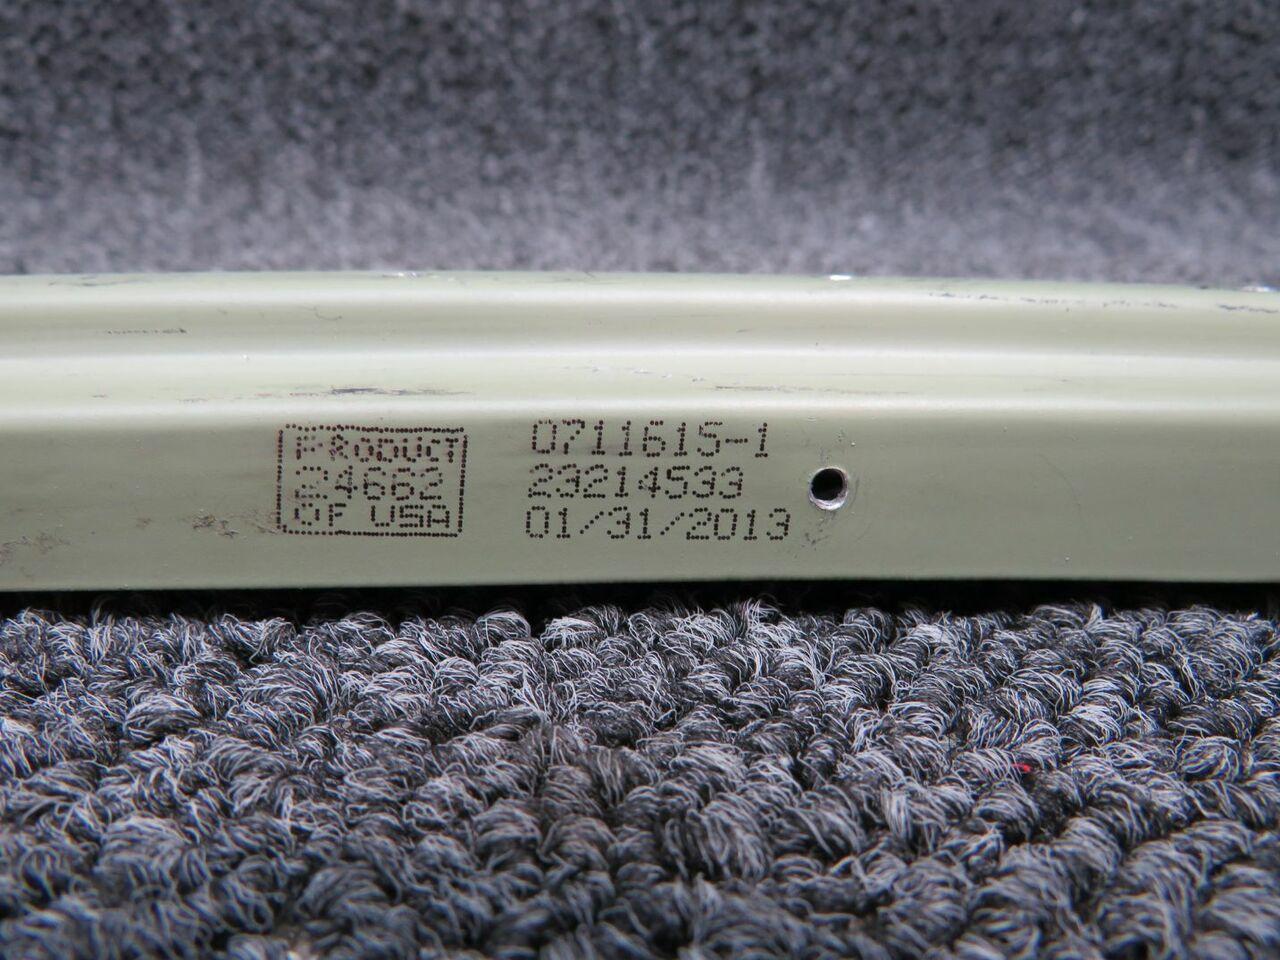 PRODUCT
24662
OF USA
0711615-1
23214533
01/31/2013